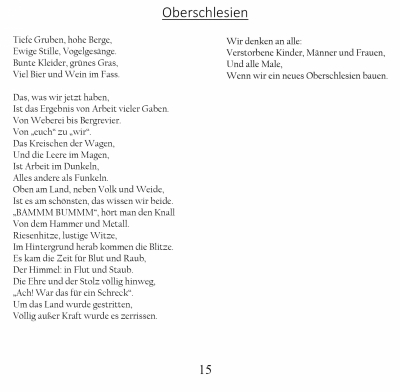 Oberschlesien
Tiefe Gruben, hohe Berge,
Ewige Stille, Vogelgesänge.
Bunte Kleider, grünes Gras,
Viel Bier und Wein im Fass.
Das, was wir jetzt haben,
Ist das Ergebnis von Arbeit vieler Gaben.
Von Weberei bis Bergrevier.
Von „euch“ zu „wir“.
Das Kreischen der Wagen,
Und die Leere im Magen,
Ist Arbeit im Dunkeln,
Alles andere als Funkeln.
Oben am Land, neben Volk und Weide,
Ist es am schönsten, das wissen wir beide.
„BAMMM BUMMM“, hört man den Knall
Von dem Hammer und Metall.
Riesenhitze, lustige Witze,
Im Hintergrund herab kommen die Blitze.
Es kam die Zeit für Blut und Raub,
Der Himmel: in Flut und Staub.
Die Ehre und der Stolz völlig hinweg,
„Ach! War das für ein Schreck“.
Um das Land wurde gestritten,
Völlig außer Kraft wurde es zerrissen.
Wir denken an alle:
Verstorbene Kinder, Männer und Frauen,
Und alle Male,
Wenn wir ein neues Oberschlesien bauen.
15